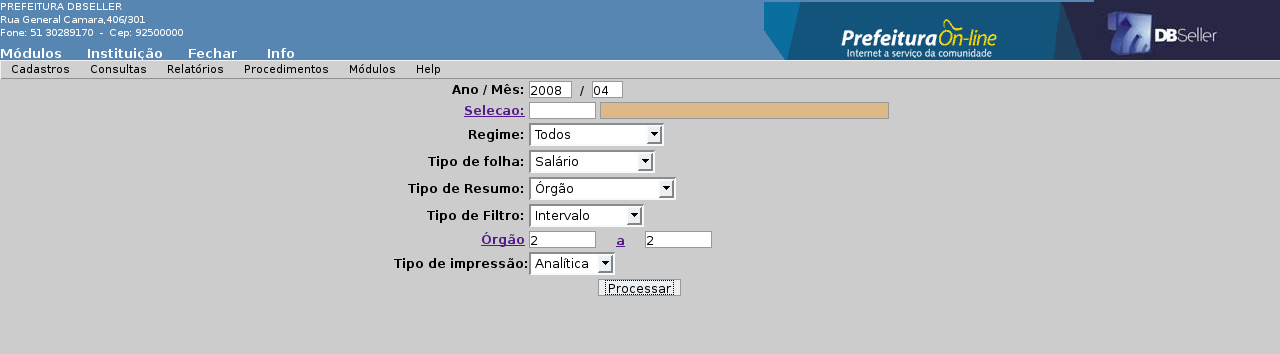 PREFEITURA DBSELLER
Rua General Camara,406/301
Fone: 51 30289170 - Cep: 92500000
Módulos Instituição Fechar Info
Prefeitura On-line
Internet a serviço da comunidade
DBSeller
Cadastros Consultas Relatórios Procedimentos Módulos Help
Ano / Mês: 2008 / 04
Selecao:
Regime: Todos
Tipo de folha: Salário
Tipo de Resumo: Órgão
Tipo de Filtro: Intervalo
Órgão 2 a 2
Tipo de impressão: Analítica
Processar